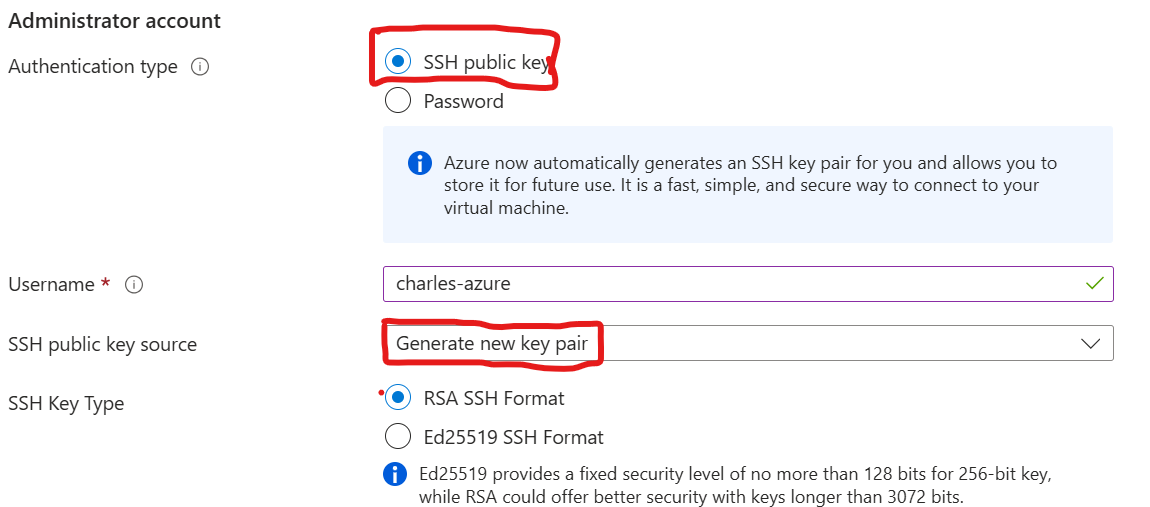 Administrator account
Authentication type
SSH public key
Password
Azure now automatically generates an SSH key pair for you and allows you to
store it for future use. It is a fast, simple, and secure way to connect to your
virtual machine.
Username *
charles-azure
SSH public key source
Generate new key pair
SSH Key Type
RSA SSH Format
Ed25519 SSH Format
Ed25519 provides a fixed security level of no more than 128 bits for 256-bit key,
while RSA could offer better security with keys longer than 3072 bits.